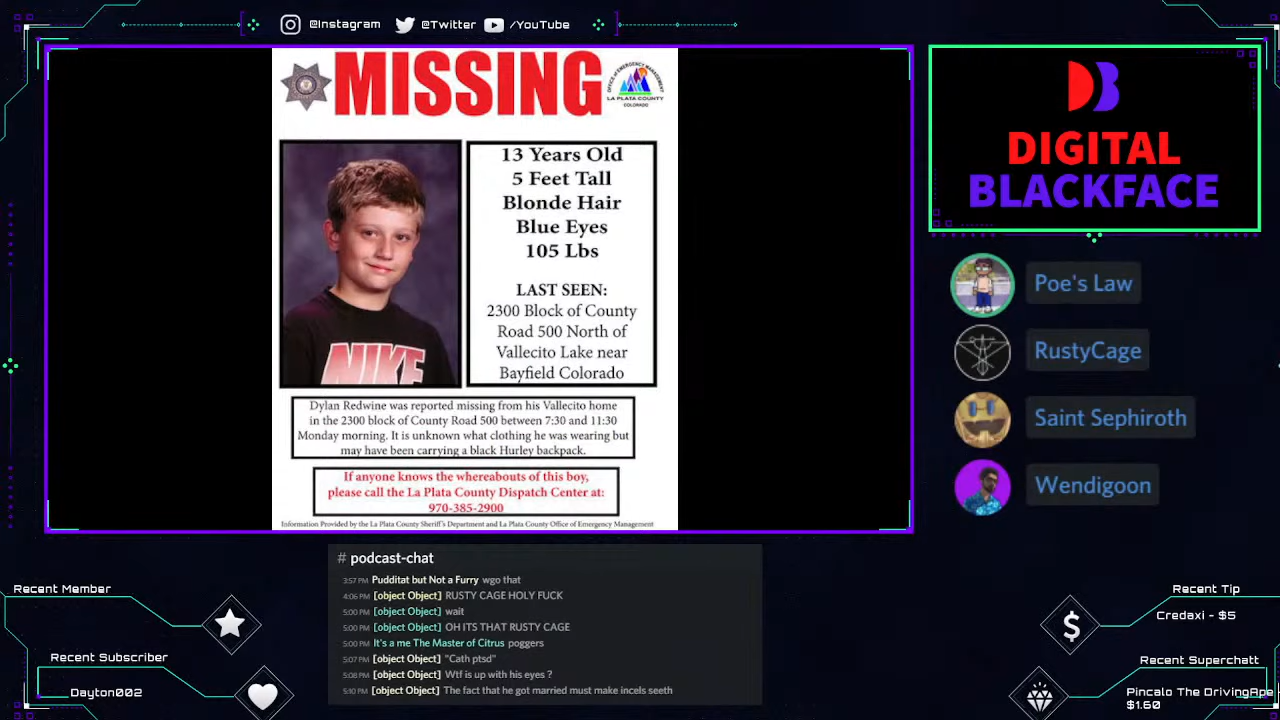 @Instagram @Twitter /YouTube
MISSING
OFFICE OF EMERGENCY MANAGEMENT
LA PLATA COUNTY
COLORADO
13 Years Old
5 Feet Tall
Blonde Hair
Blue Eyes
105 Lbs
LAST SEEN:
2300 Block of County
Road 500 North of
Vallecito Lake near
Bayfield Colorado
NIKE
Dylan Redwine was reported missing from his Vallecito home
in the 2300 block of County Road 500 between 7:30 and 11:30
Monday morning. It is unknown what clothing he was wearing but
may have been carrying a black Hurley backpack.
If anyone knows the whereabouts of this boy,
please call the La Plata County Dispatch Center at:
970-385-2900
Information Provided by the La Plata County Sheriff's Department and La Plata County Office of Emergency Management
DB
DIGITAL
BLACKFACE
Poe's Law
RustyCage
Saint Sephiroth
Wendigoon
# podcast-chat
3:57 PM Pudditat but Not a Furry wgo that
4:06 PM [object Object] RUSTY CAGE HOLY FUCK
5:00 PM [object Object] wait
5:00 PM [object Object] OH ITS THAT RUSTY CAGE
5:00 PM It's a me The Master of Citrus poggers
5:07 PM [object Object] "Cath ptsd"
5:08 PM [object Object] Wtf is up with his eyes ?
5:10 PM [object Object] The fact that he got married must make incels seeth
Recent Member
Recent Subscriber
Dayton002
Recent Tip
Credaxi - $5
$
Recent Superchatt
Pincalo The DrivingApe
$1.60